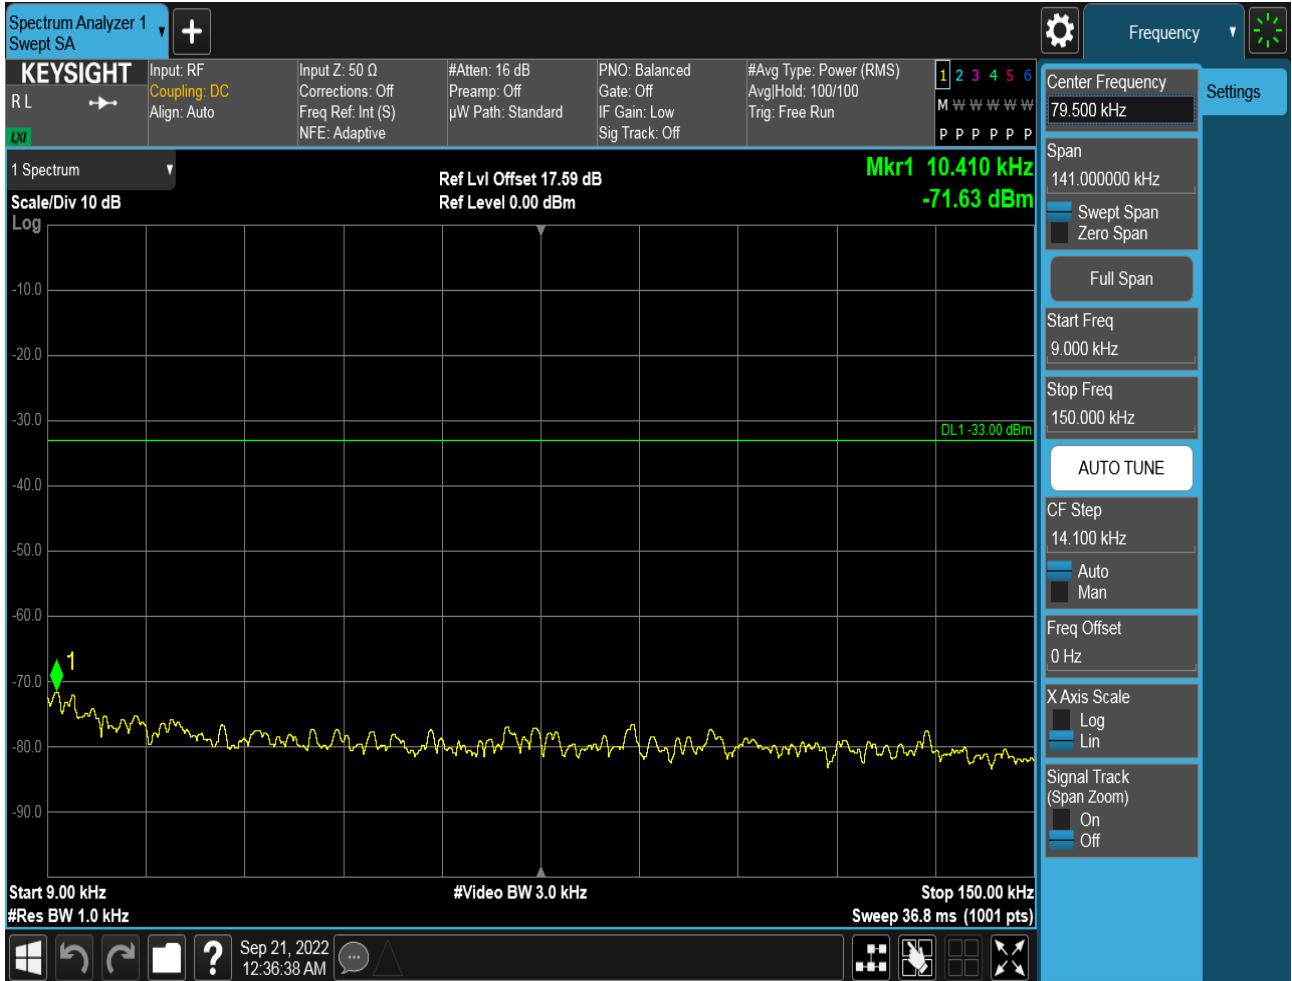 Spectrum Analyzer 1
Swept SA
Frequency
KEYSIGHT
R L
LXI
Input: RF
Coupling: DC
Align: Auto
Input Z: 50 Ω
Corrections: Off
Freq Ref: Int (S)
NFE: Adaptive
#Atten: 16 dB
Preamp: Off
µW Path: Standard
PNO: Balanced
Gate: Off
IF Gain: Low
Sig Track: Off
#Avg Type: Power (RMS)
Avg|Hold: 100/100
Trig: Free Run
1 2 3 4 5 6
M W W W W W
P P P P P P
1 Spectrum
Scale/Div 10 dB
Log
Ref Lvl Offset 17.59 dB
Ref Level 0.00 dBm
Mkr1 10.410 kHz
-71.63 dBm
-10.0
-20.0
-30.0
DL1 -33.00 dBm
-40.0
-50.0
-60.0
1
-70.0
-80.0
-90.0
Start 9.00 kHz
#Res BW 1.0 kHz
#Video BW 3.0 kHz
Stop 150.00 kHz
Sweep 36.8 ms (1001 pts)
Sep 21, 2022
12:36:38 AM
Center Frequency
79.500 kHz
Settings
Span
141.000000 kHz
Swept Span
Zero Span
Full Span
Start Freq
9.000 kHz
Stop Freq
150.000 kHz
AUTO TUNE
CF Step
14.100 kHz
Auto
Man
Freq Offset
0 Hz
X Axis Scale
Log
Lin
Signal Track
(Span Zoom)
On
Off